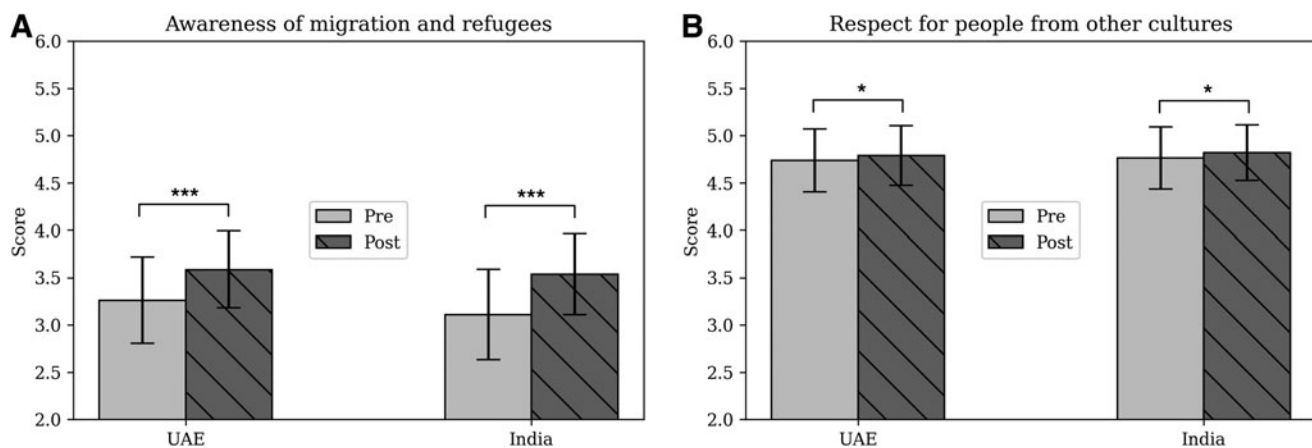 A
Awareness of migration and refugees
Score
6.0
5.5
5.0
4.5
4.0
3.5
3.0
2.5
2.0
***
***
Pre
Post
UAE
India
B
Respect for people from other cultures
Score
6.0
5.5
5.0
4.5
4.0
3.5
3.0
2.5
2.0
*
*
Pre
Post
UAE
India